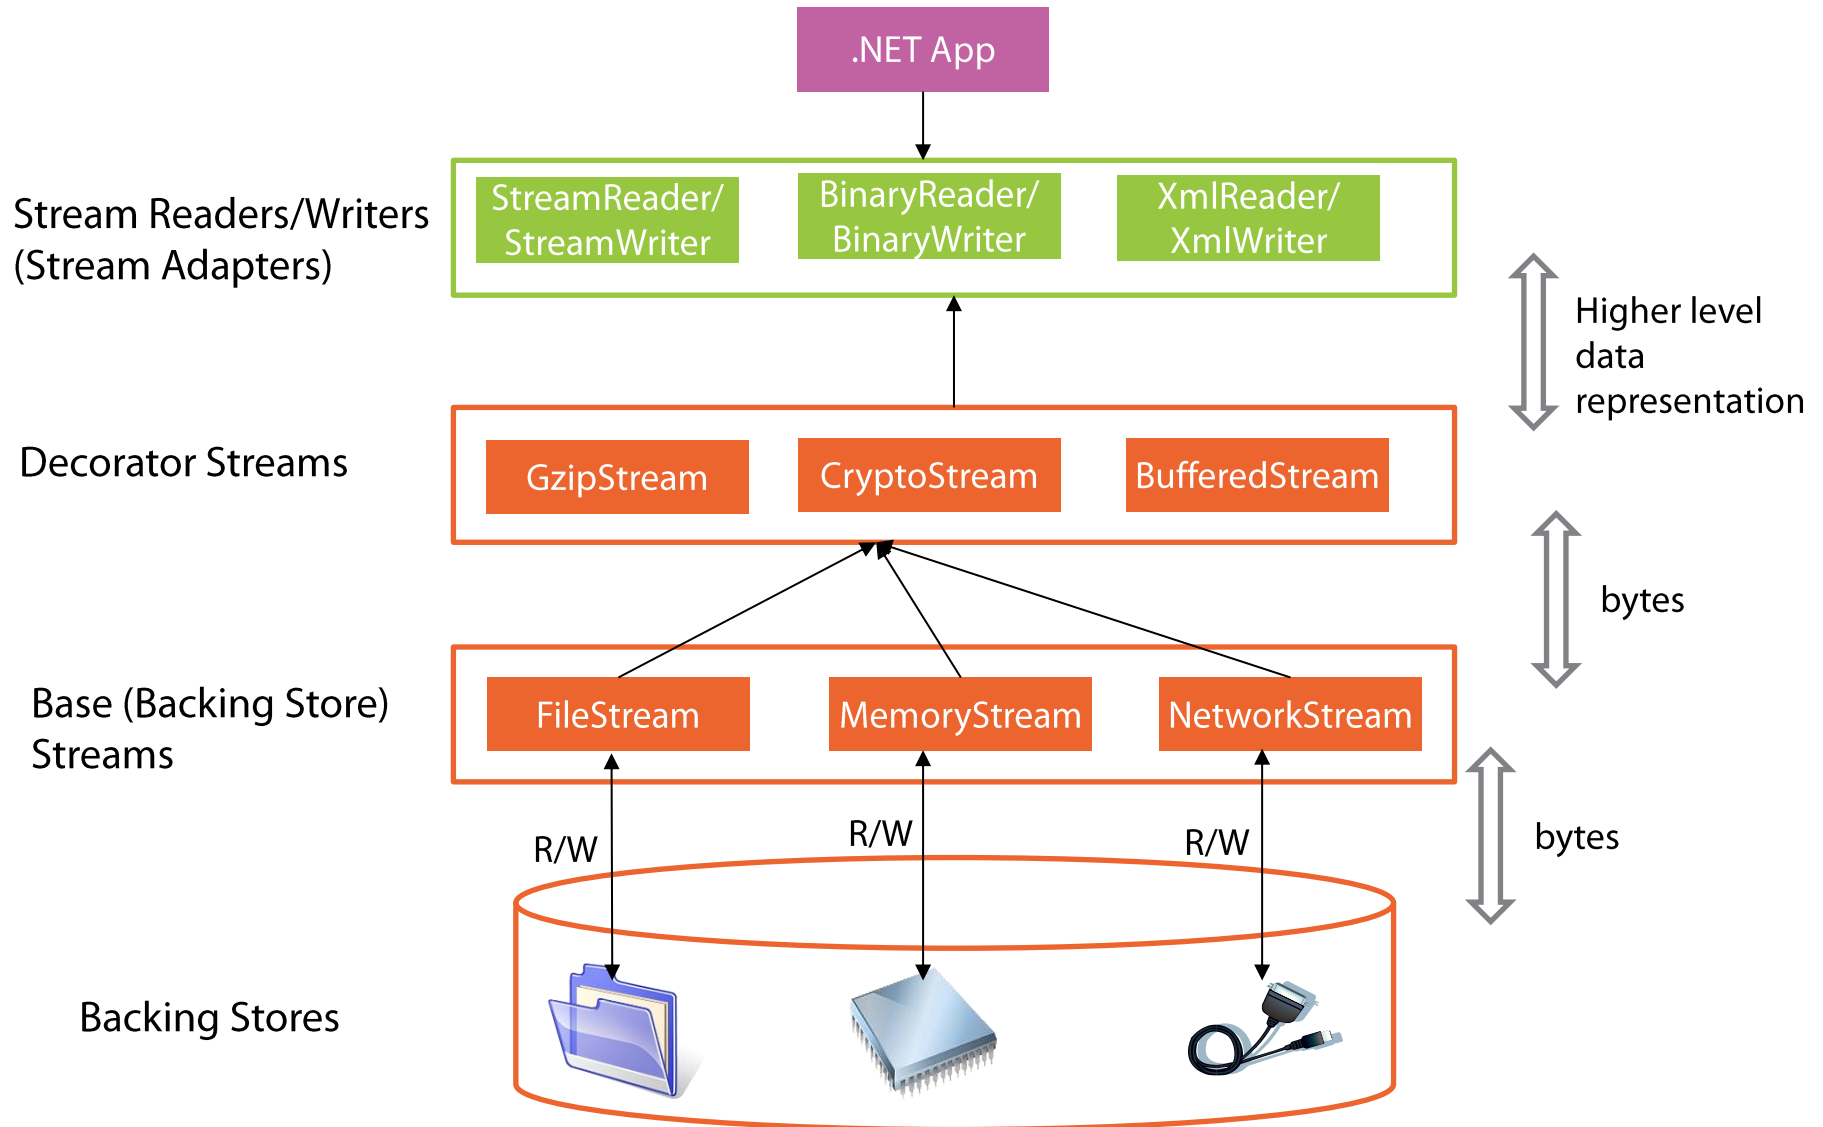 .NET App
Stream Readers/Writers
(Stream Adapters)
StreamReader/
StreamWriter
BinaryReader/
BinaryWriter
XmlReader/
XmlWriter
Higher level
data
representation
Decorator Streams
GzipStream
CryptoStream
BufferedStream
bytes
Base (Backing Store)
Streams
FileStream
MemoryStream
NetworkStream
R/W
R/W
R/W
bytes
Backing Stores